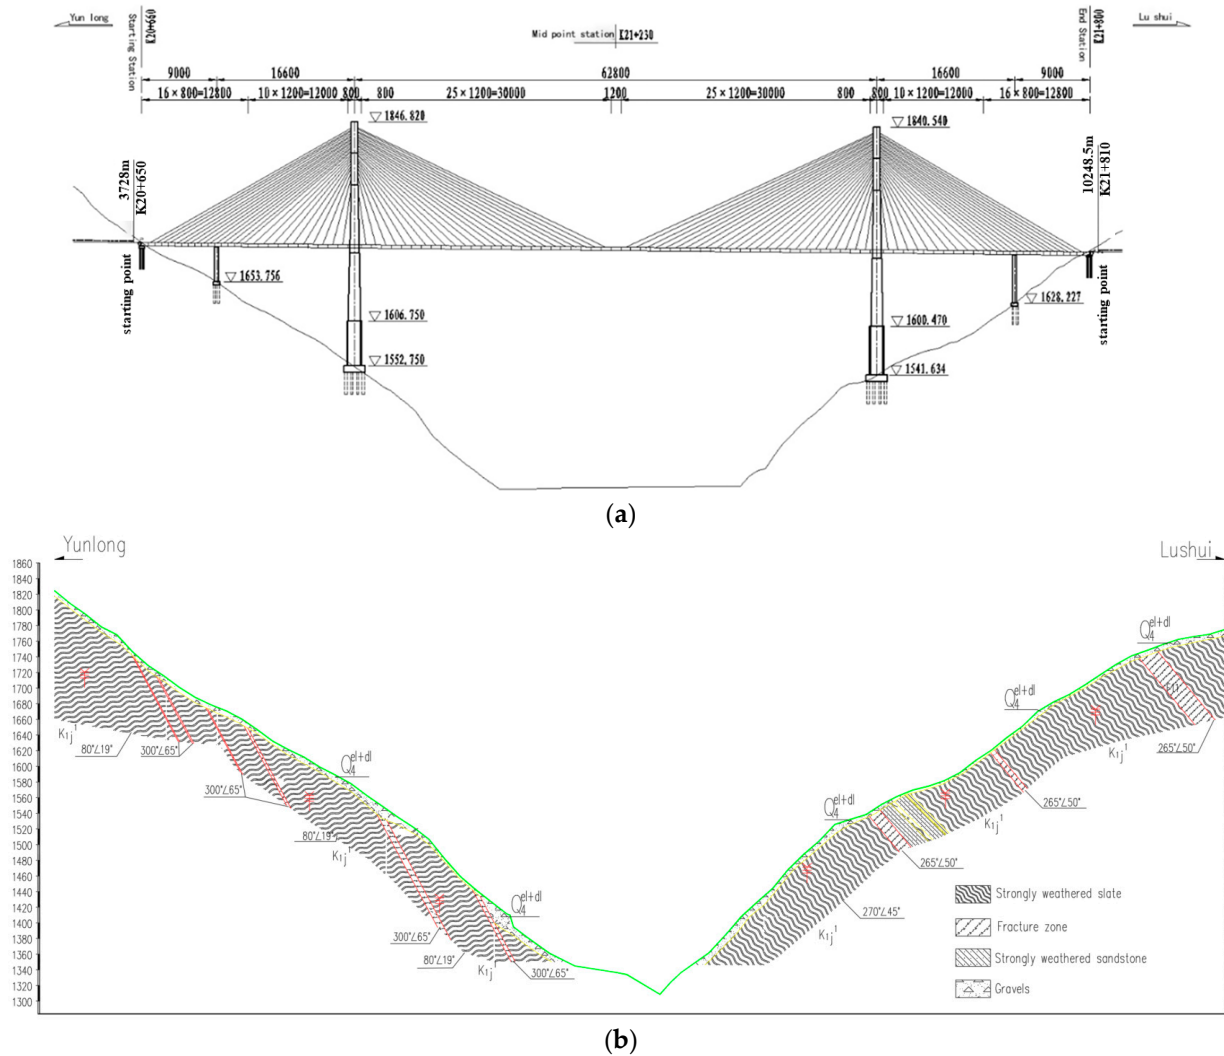 Yun long
Starting Station
K20+660
Mid point station K21+230
End Station
K21+800
Lu shui
9000 16600 62800 16600 9000
16×800=12800 10×1200=12000 800 800 25×1200=30000 1200 25×1200=30000 800 800 10×1200=12000 16×800=12800
1846.820 1840.540
3728m
K20+650
10248.5m
K21+810
starting point
1653.756
1606.750
1552.750
1628.227
1600.470
1541.634
starting point
(a)
Yunlong Lushui
1860
1840
1820
1800
1780
1760
1740
1720
1700
1680
1660
1640
1620
1600
1580
1560
1540
1520
1500
1480
1460
1440
1420
1400
1380
1360
1340
1320
1300
K₁j¹
80°∠19°
300°∠65°
300°∠65°
Q₄ᵉˡ⁺ᵈˡ
80°∠19°
K₁j¹
Q₄ᵉˡ⁺ᵈˡ
300°∠65°
80°∠19°
K₁j¹
300°∠65°
Q₄ᵉˡ⁺ᵈˡ
Q₄ᵉˡ⁺ᵈˡ
Q₄ᵉˡ⁺ᵈˡ
265°∠50°
K₁j¹
265°∠50°
K₁j¹
265°∠50°
270°∠45°
K₁j¹
Strongly weathered slate
Fracture zone
Strongly weathered sandstone
Gravels
(b)